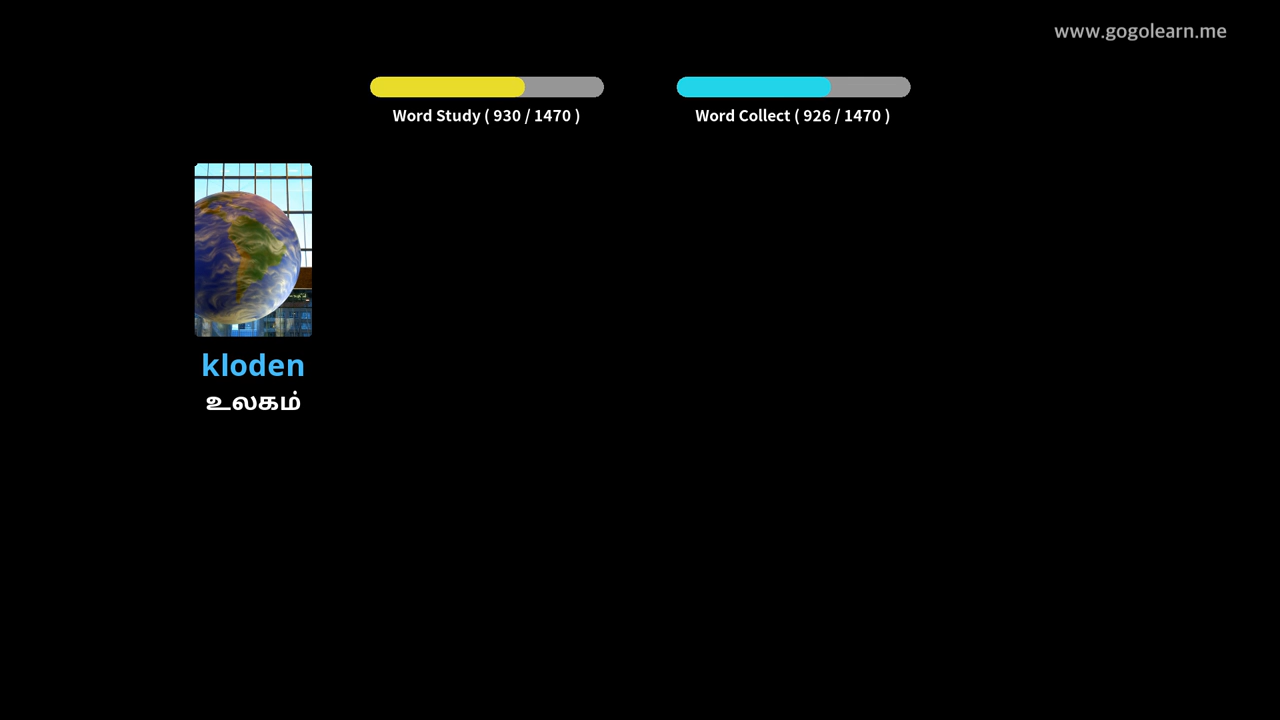 www.gogolearn.me
Word Study ( 930 / 1470 )
Word Collect ( 926 / 1470 )
kloden
உலகம்